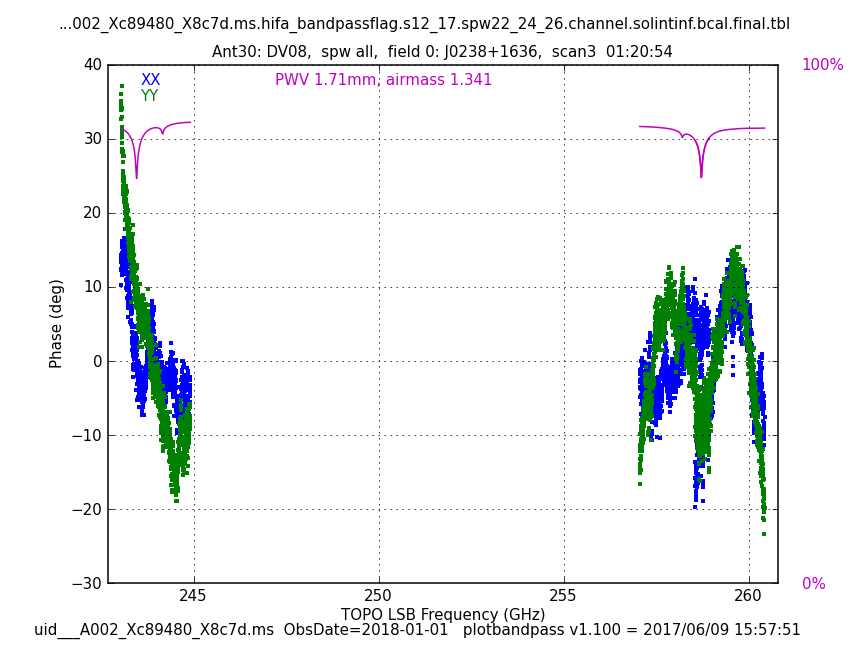 ...002_Xc89480_X8c7d.ms.hifa_bandpassflag.s12_17.spw22_24_26.channel.solintinf.bcal.final.tbl
Ant30: DV08,  spw all,  field 0: J0238+1636,  scan3  01:20:54
40
XX
PWV 1.71mm, airmass 1.341
100%
YY
30
20
10
0
−10
−20
−30
Phase (deg)
0%
245
250
255
260
TOPO LSB Frequency (GHz)
uid___A002_Xc89480_X8c7d.ms  ObsDate=2018-01-01   plotbandpass v1.100 = 2017/06/09 15:57:51